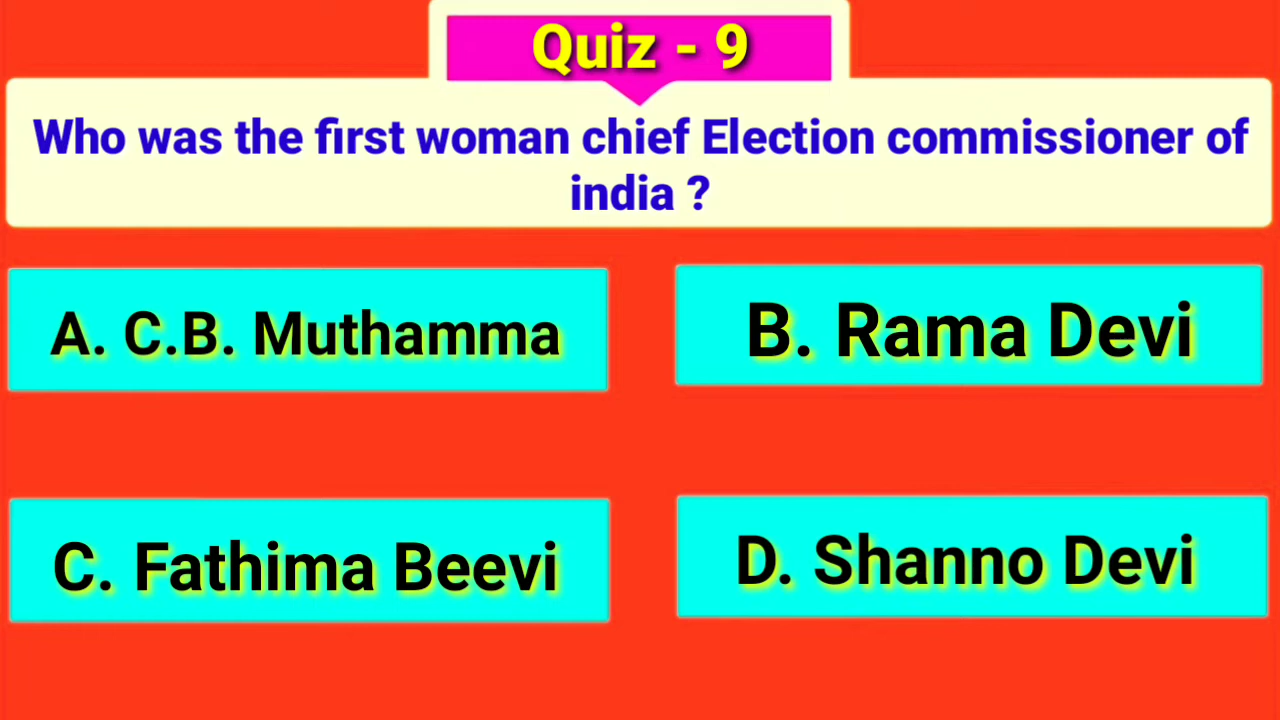 Quiz - 9
Who was the first woman chief Election commissioner of
india ?
A. C.B. Muthamma
B. Rama Devi
C. Fathima Beevi
D. Shanno Devi